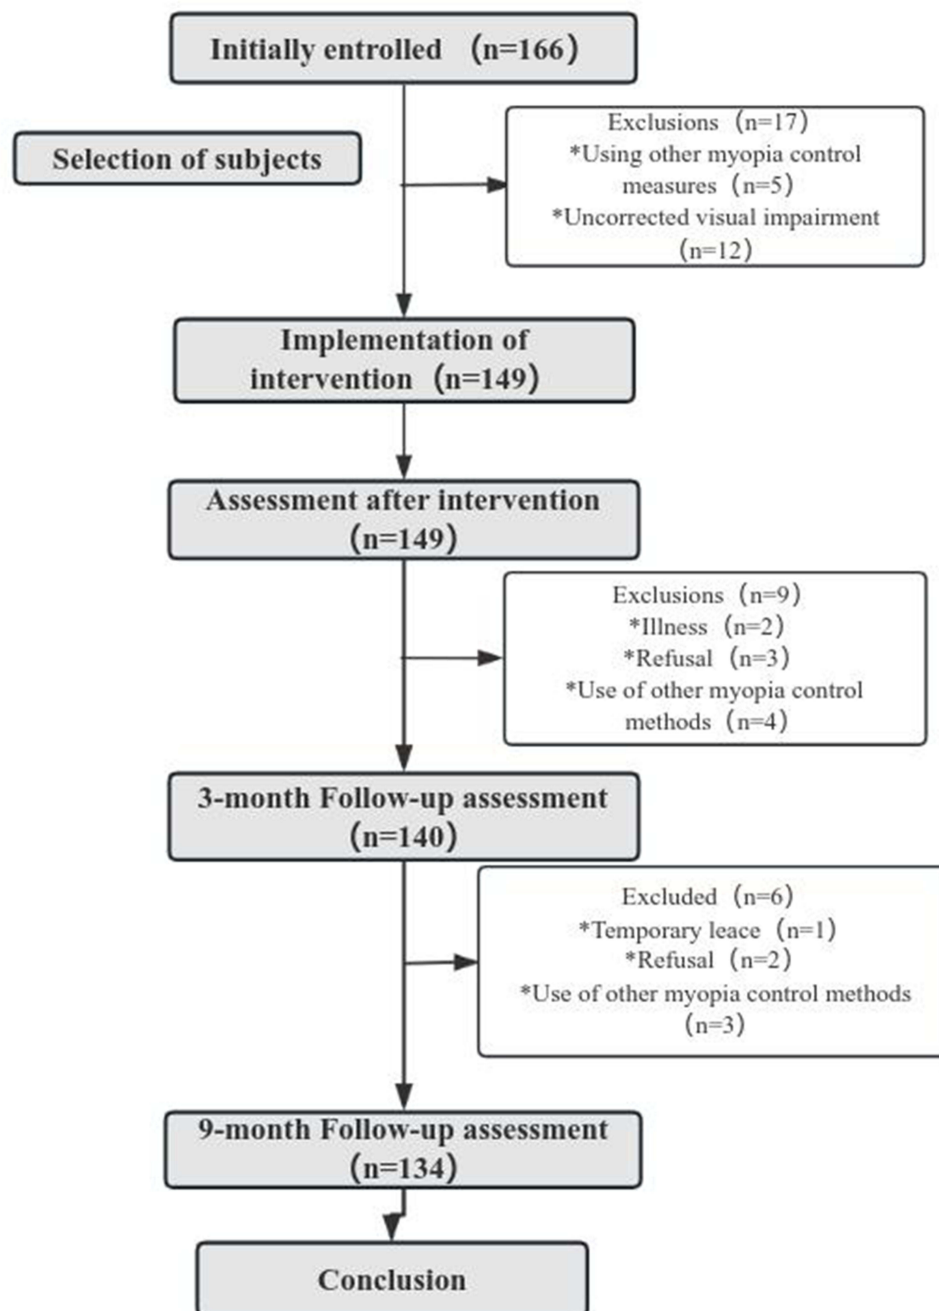 Initially entrolled （n=166）
Selection of subjects
Exclusions（n=17）
*Using other myopia control
measures（n=5）
*Uncorrected visual impairment
（n=12）
Implementation of
intervention（n=149）
Assessment after intervention
（n=149）
Exclusions（n=9）
*Illness（n=2）
*Refusal（n=3）
*Use of other myopia control
methods（n=4）
3-month Follow-up assessment
（n=140）
Excluded（n=6）
*Temporary leace（n=1）
*Refusal（n=2）
*Use of other myopia control methods
（n=3）
9-month Follow-up assessment
（n=134）
Conclusion